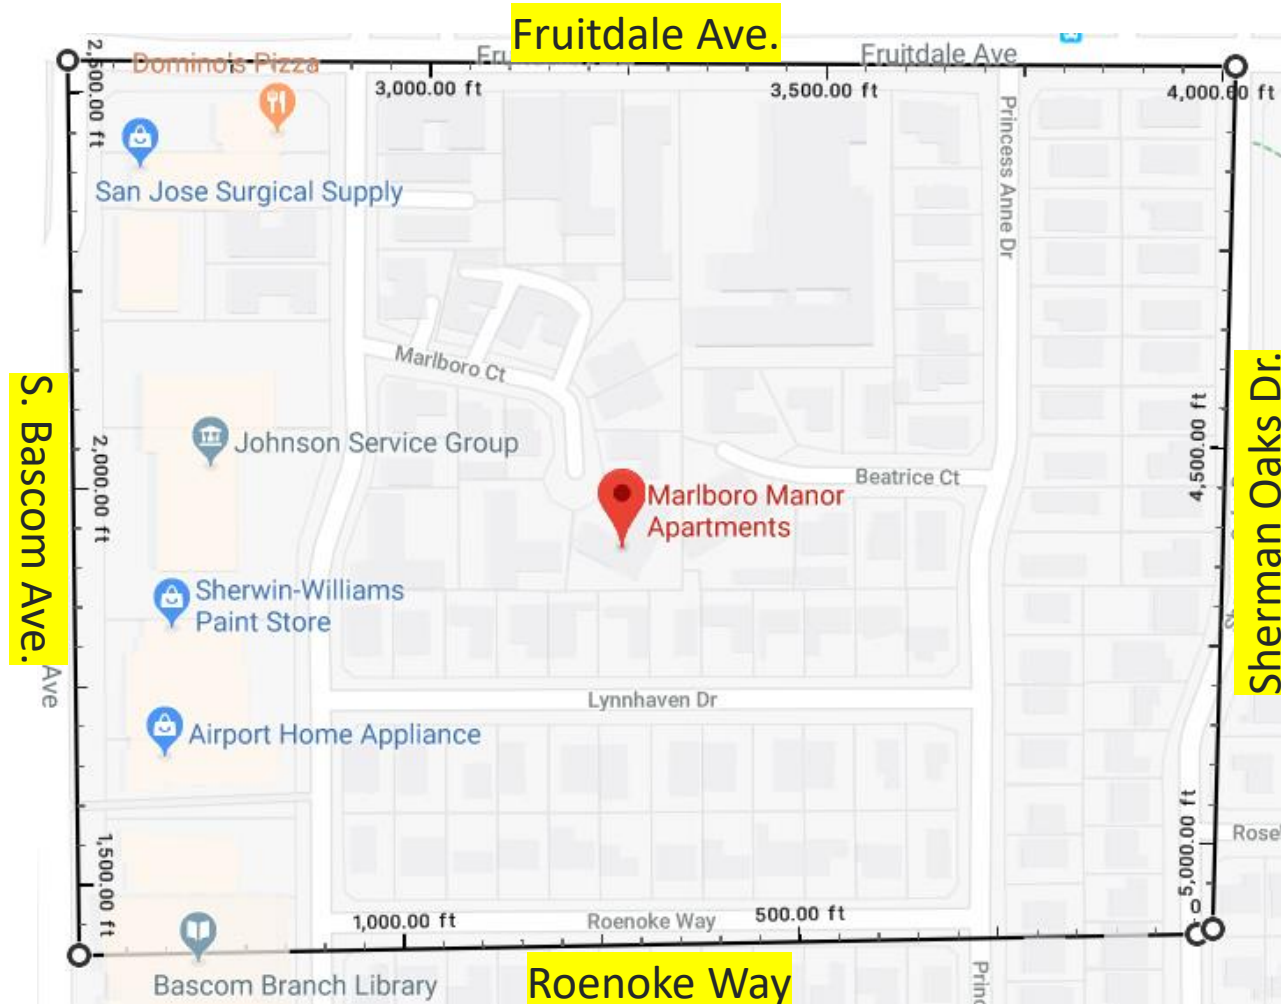 Fruitdale Ave.
Fruitdale Ave
2,500.00 ft
Domino's Pizza
3,000.00 ft
3,500.00 ft
4,000.00 ft
San Jose Surgical Supply
Princess Anne Dr
Marlboro Ct
S. Bascom Ave.
Ave
2,000.00 ft
Johnson Service Group
Beatrice Ct
4,500.00 ft
Sherman Oaks Dr.
Marlboro Manor
Apartments
Sherwin-Williams
Paint Store
Lynnhaven Dr
Airport Home Appliance
1,500.00 ft
5,000.00 ft
0
1,000.00 ft
Roenoke Way
500.00 ft
Bascom Branch Library
Roenoke Way